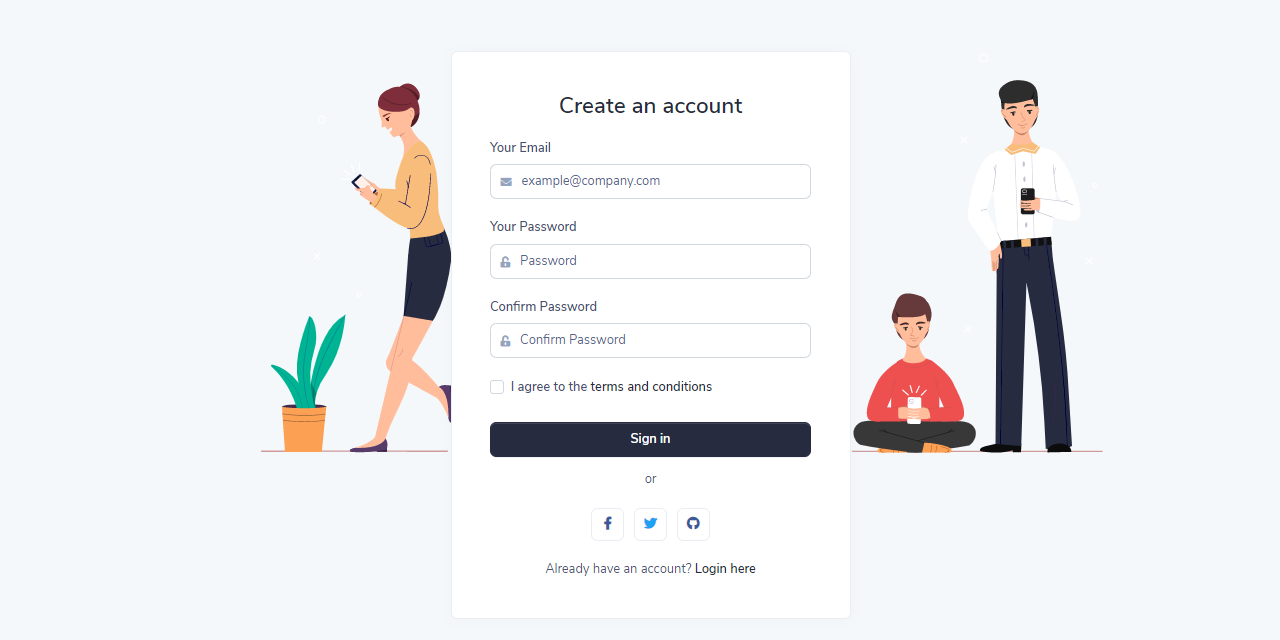 Create an account
Your Email
example@company.com
Your Password
Password
Confirm Password
Confirm Password
I agree to the terms and conditions
Sign in
or
Already have an account? Login here